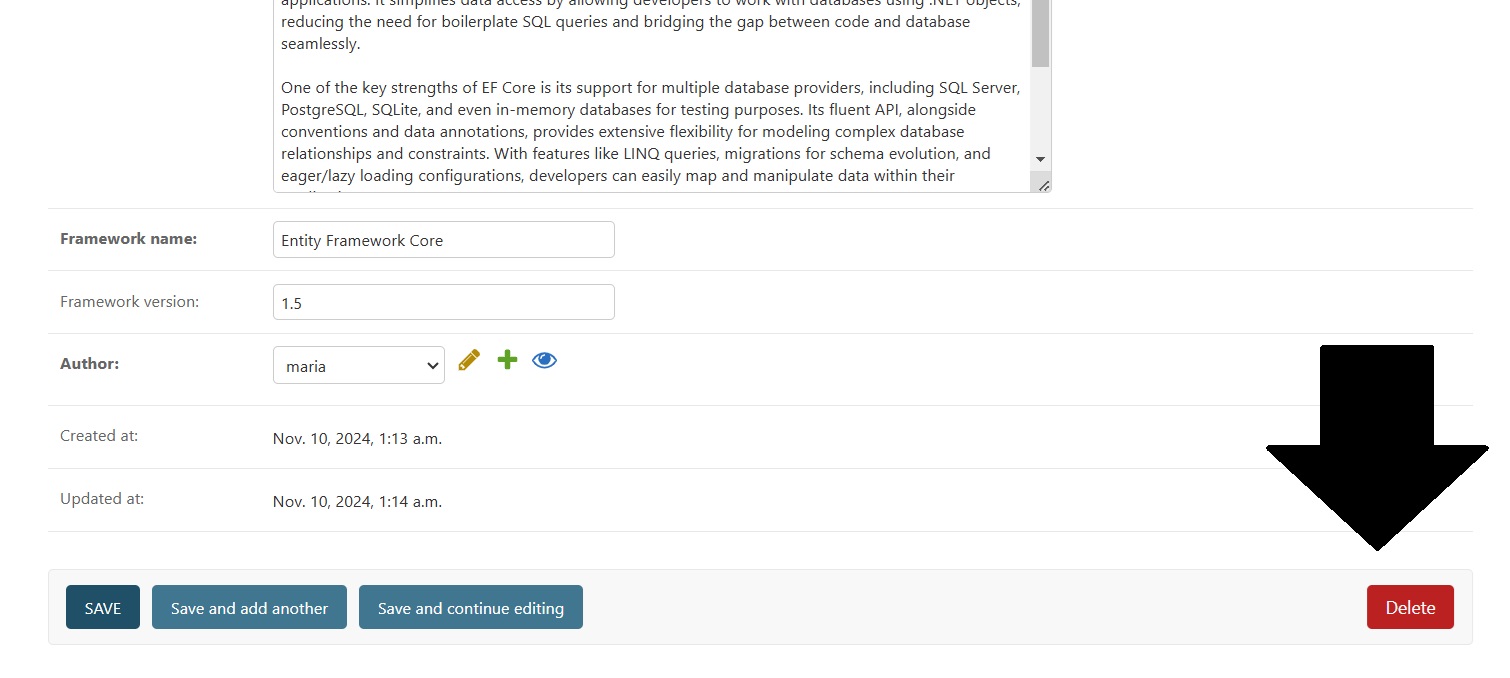 applications. It simplifies data access by allowing developers to work with databases using .NET objects,
reducing the need for boilerplate SQL queries and bridging the gap between code and database
seamlessly.
One of the key strengths of EF Core is its support for multiple database providers, including SQL Server,
PostgreSQL, SQLite, and even in-memory databases for testing purposes. Its fluent API, alongside
conventions and data annotations, provides extensive flexibility for modeling complex database
relationships and constraints. With features like LINQ queries, migrations for schema evolution, and
eager/lazy loading configurations, developers can easily map and manipulate data within their
Framework name:
Entity Framework Core
Framework version:
1.5
Author:
maria
Created at:
Nov. 10, 2024, 1:13 a.m.
Updated at:
Nov. 10, 2024, 1:14 a.m.
SAVE
Save and add another
Save and continue editing
Delete